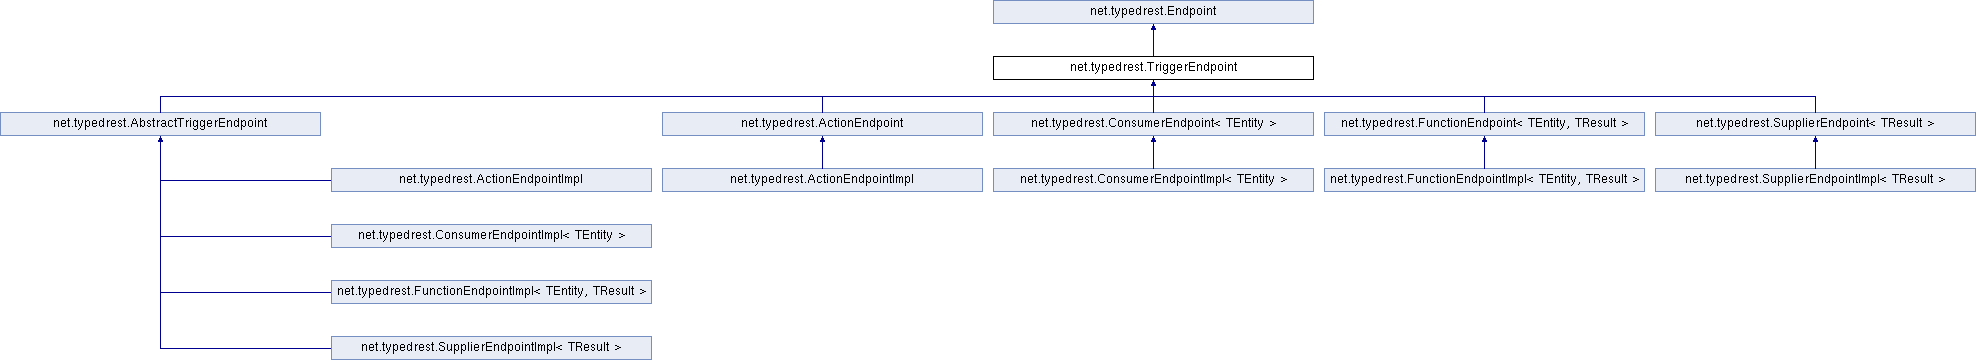 net.typedrest.Endpoint
net.typedrest.TriggerEndpoint
net.typedrest.AbstractTriggerEndpoint
net.typedrest.ActionEndpoint
net.typedrest.ConsumerEndpoint< TEntity >
net.typedrest.FunctionEndpoint< TEntity, TResult >
net.typedrest.SupplierEndpoint< TResult >
net.typedrest.ActionEndpointImpl
net.typedrest.ActionEndpointImpl
net.typedrest.ConsumerEndpointImpl< TEntity >
net.typedrest.FunctionEndpointImpl< TEntity, TResult >
net.typedrest.SupplierEndpointImpl< TResult >
net.typedrest.ConsumerEndpointImpl< TEntity >
net.typedrest.FunctionEndpointImpl< TEntity, TResult >
net.typedrest.SupplierEndpointImpl< TResult >